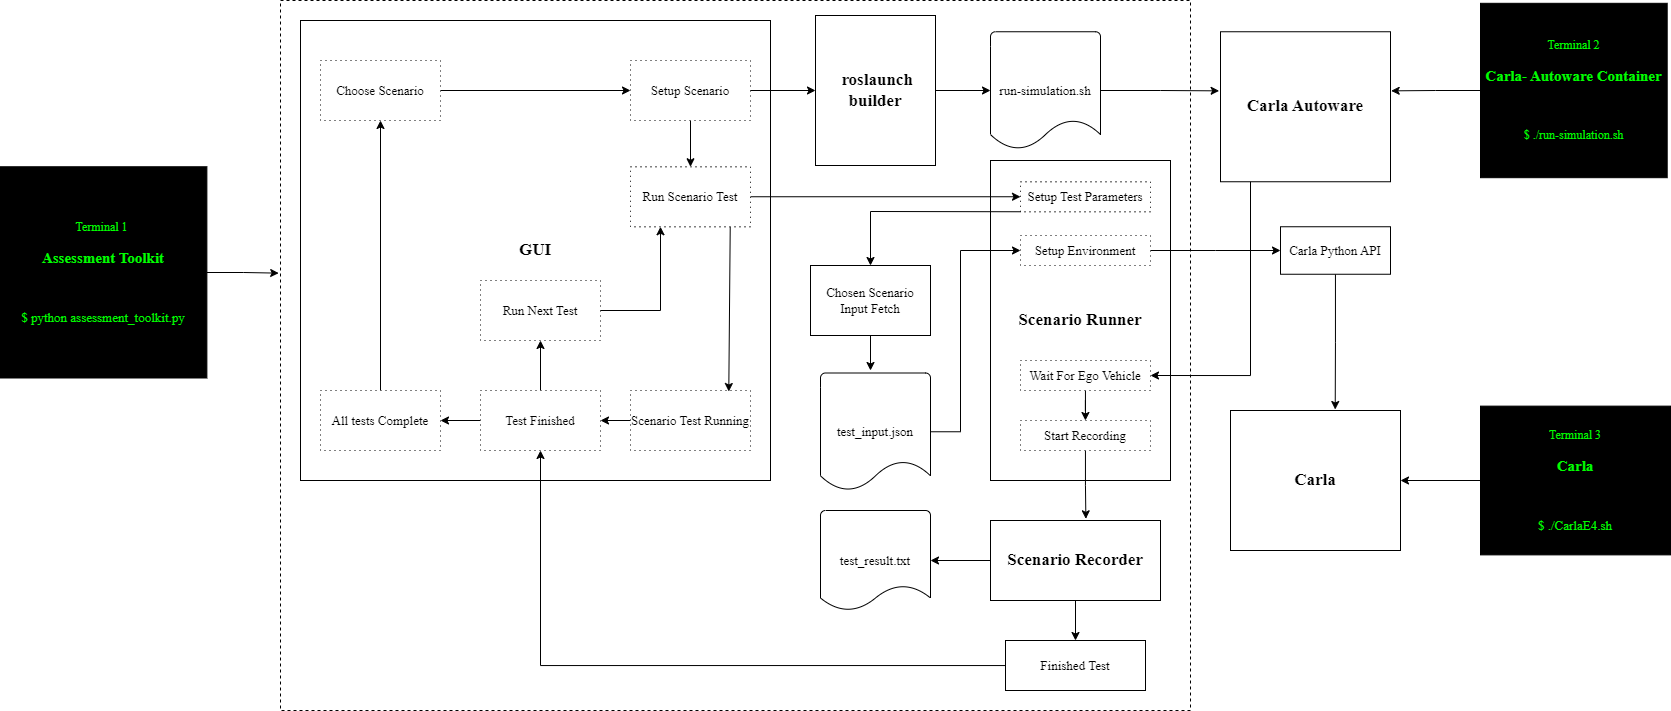 Terminal 1
Assessment Toolkit
$ python assessment_toolkit.py
GUI
Choose Scenario
Setup Scenario
Run Scenario Test
Run Next Test
All tests Complete
Test Finished
Scenario Test Running
roslaunch
builder
run-simulation.sh
Setup Test Parameters
Setup Environment
Scenario Runner
Wait For Ego Vehicle
Start Recording
Chosen Scenario
Input Fetch
test_input.json
test_result.txt
Scenario Recorder
Finished Test
Carla Autoware
Carla Python API
Carla
Terminal 2
Carla- Autoware Container
$ ./run-simulation.sh
Terminal 3
Carla
$ ./CarlaE4.sh